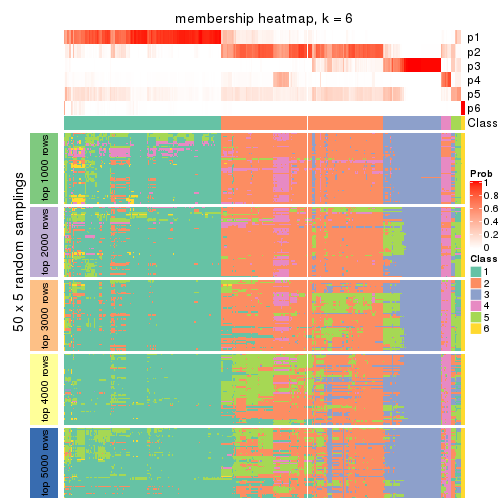 membership heatmap, k = 6
p1
p2
p3
p4
p5
p6
Class
50 x 5 random samplings
top 1000 rows
top 2000 rows
top 3000 rows
top 4000 rows
top 5000 rows
Prob
1
0.8
0.6
0.4
0.2
0
Class
1
2
3
4
5
6